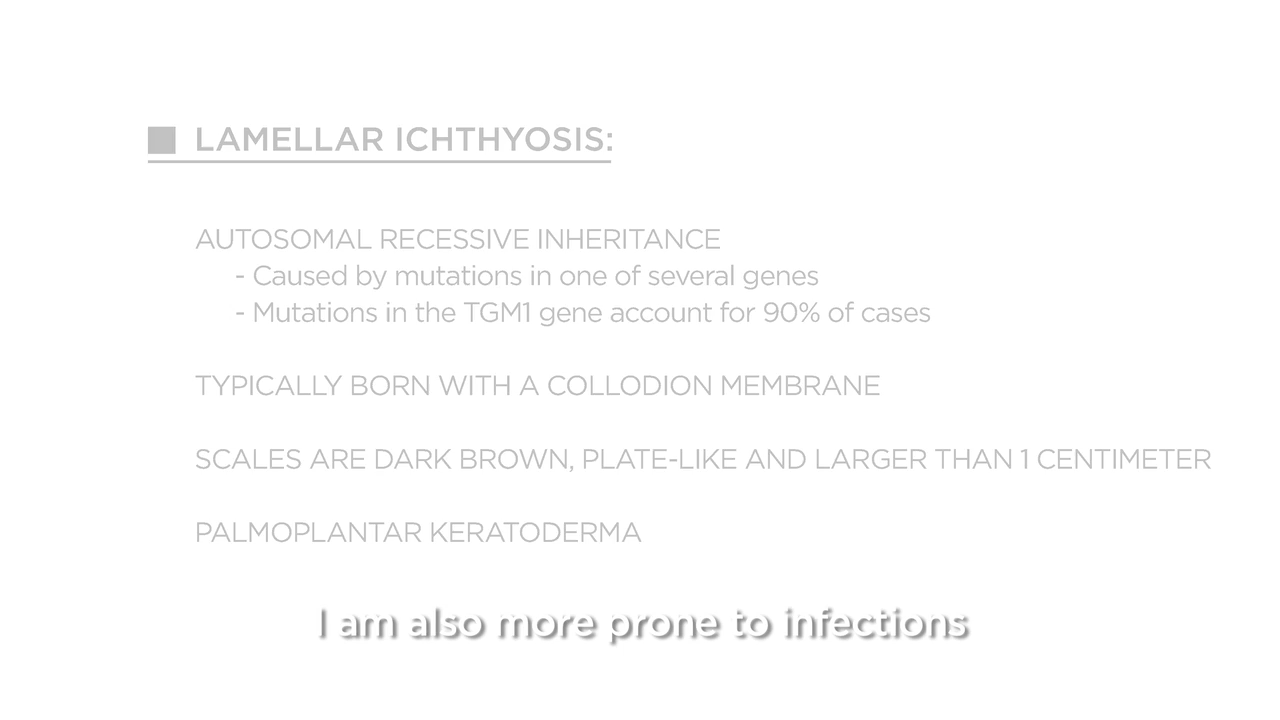 LAMELLAR ICHTHYOSIS:
AUTOSOMAL RECESSIVE INHERITANCE
- Caused by mutations in one of several genes
- Mutations in the TGM1 gene account for 90% of cases
TYPICALLY BORN WITH A COLLODION MEMBRANE
SCALES ARE DARK BROWN, PLATE-LIKE AND LARGER THAN 1 CENTIMETER
PALMOPLANTAR KERATODERMA
I am also more prone to infections